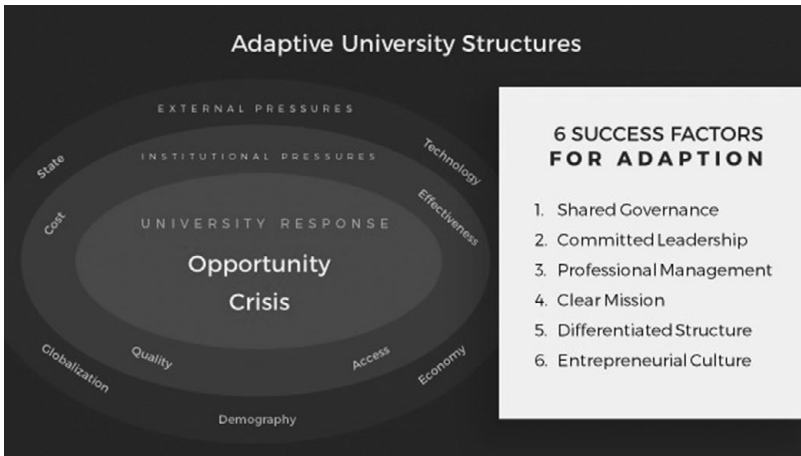 Adaptive University Structures
EXTERNAL PRESSURES
State
Technology
INSTITUTIONAL PRESSURES
Cost
Effectiveness
UNIVERSITY RESPONSE
Opportunity
Crisis
Globalization
Quality
Access
Economy
Demography
6 SUCCESS FACTORS
FOR ADAPTION
1. Shared Governance
2. Committed Leadership
3. Professional Management
4. Clear Mission
5. Differentiated Structure
6. Entrepreneurial Culture